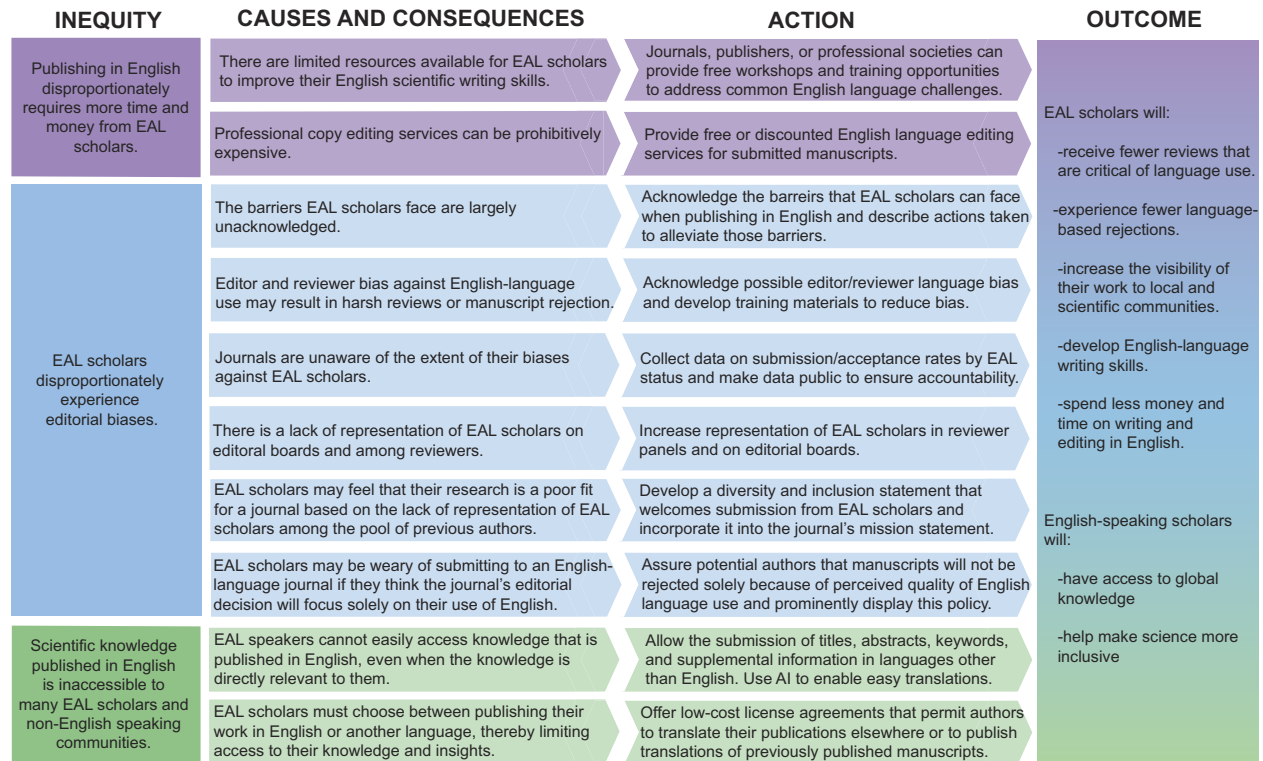 INEQUITY
CAUSES AND CONSEQUENCES
ACTION
OUTCOME
Publishing in English
disproportionately
requires more time and
money from EAL
scholars.
There are limited resources available for EAL scholars
to improve their English scientific writing skills.
Journals, publishers, or professional societies can
provide free workshops and training opportunities
to address common English language challenges.
Professional copy editing services can be prohibitively
expensive.
Provide free or discounted English language editing
services for submitted manuscripts.
EAL scholars
disproportionately
experience
editorial biases.
The barriers EAL scholars face are largely
unacknowledged.
Acknowledge the barreirs that EAL scholars can face
when publishing in English and describe actions taken
to alleviate those barriers.
Editor and reviewer bias against English-language
use may result in harsh reviews or manuscript rejection.
Acknowledge possible editor/reviewer language bias
and develop training materials to reduce bias.
Journals are unaware of the extent of their biases
against EAL scholars.
Collect data on submission/acceptance rates by EAL
status and make data public to ensure accountability.
There is a lack of representation of EAL scholars on
editoral boards and among reviewers.
Increase representation of EAL scholars in reviewer
panels and on editorial boards.
EAL scholars may feel that their research is a poor fit
for a journal based on the lack of representation of EAL
scholars among the pool of previous authors.
Develop a diversity and inclusion statement that
welcomes submission from EAL scholars and
incorporate it into the journal's mission statement.
EAL scholars may be weary of submitting to an English-
language journal if they think the journal's editorial
decision will focus solely on their use of English.
Assure potential authors that manuscripts will not be
rejected solely because of perceived quality of English
language use and prominently display this policy.
Scientific knowledge
published in English
is inaccessible to
many EAL scholars and
non-English speaking
communities.
EAL speakers cannot easily access knowledge that is
published in English, even when the knowledge is
directly relevant to them.
Allow the submission of titles, abstracts, keywords,
and supplemental information in languages other
than English. Use AI to enable easy translations.
EAL scholars must choose between publishing their
work in English or another language, thereby limiting
access to their knowledge and insights.
Offer low-cost license agreements that permit authors
to translate their publications elsewhere or to publish
translations of previously published manuscripts.
EAL scholars will:
-receive fewer reviews that
are critical of language use.
-experience fewer language-
based rejections.
-increase the visibility of
their work to local and
scientific communities.
-develop English-language
writing skills.
-spend less money and
time on writing and
editing in English.
English-speaking scholars
will:
-have access to global
knowledge
-help make science more
inclusive